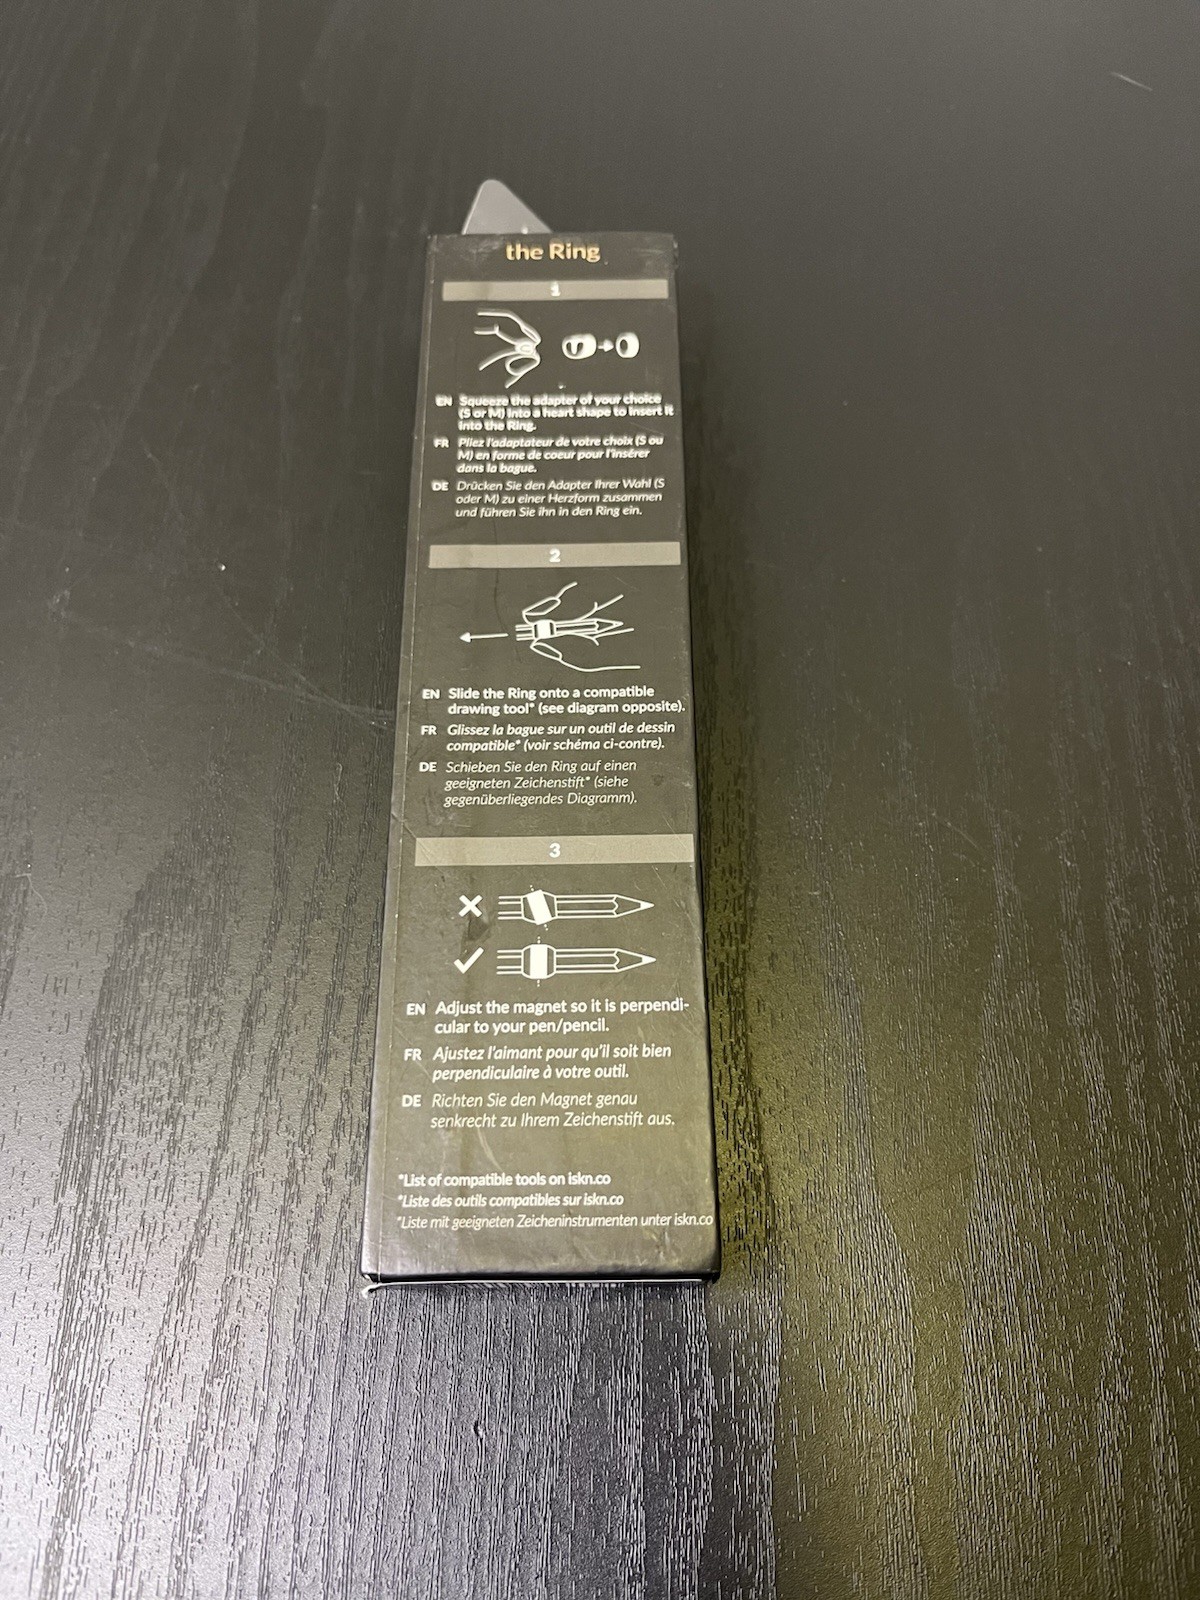 the Ring
1
EN Squeeze the adapter of your choice
(S or M) into a heart shape to insert it
into the Ring.
FR Pliez l'adaptateur de votre choix (S ou
M) en forme de coeur pour l'insérer
dans la bague.
DE Drücken Sie den Adapter Ihrer Wahl (S
oder M) zu einer Herzform zusammen
und führen Sie ihn in den Ring ein.
2
EN Slide the Ring onto a compatible
drawing tool* (see diagram opposite).
FR Glissez la bague sur un outil de dessin
compatible* (voir schéma ci-contre).
DE Schieben Sie den Ring auf einen
geeigneten Zeichenstift* (siehe
gegenüberliegendes Diagramm).
3
EN Adjust the magnet so it is perpendi-
cular to your pen/pencil.
FR Ajustez l'aimant pour qu'il soit bien
perpendiculaire à votre outil.
DE Richten Sie den Magnet genau
senkrecht zu Ihrem Zeichenstift aus.
*List of compatible tools on iskn.co
*Liste des outils compatibles sur iskn.co
*Liste mit geeigneten Zeicheninstrumenten unter iskn.co